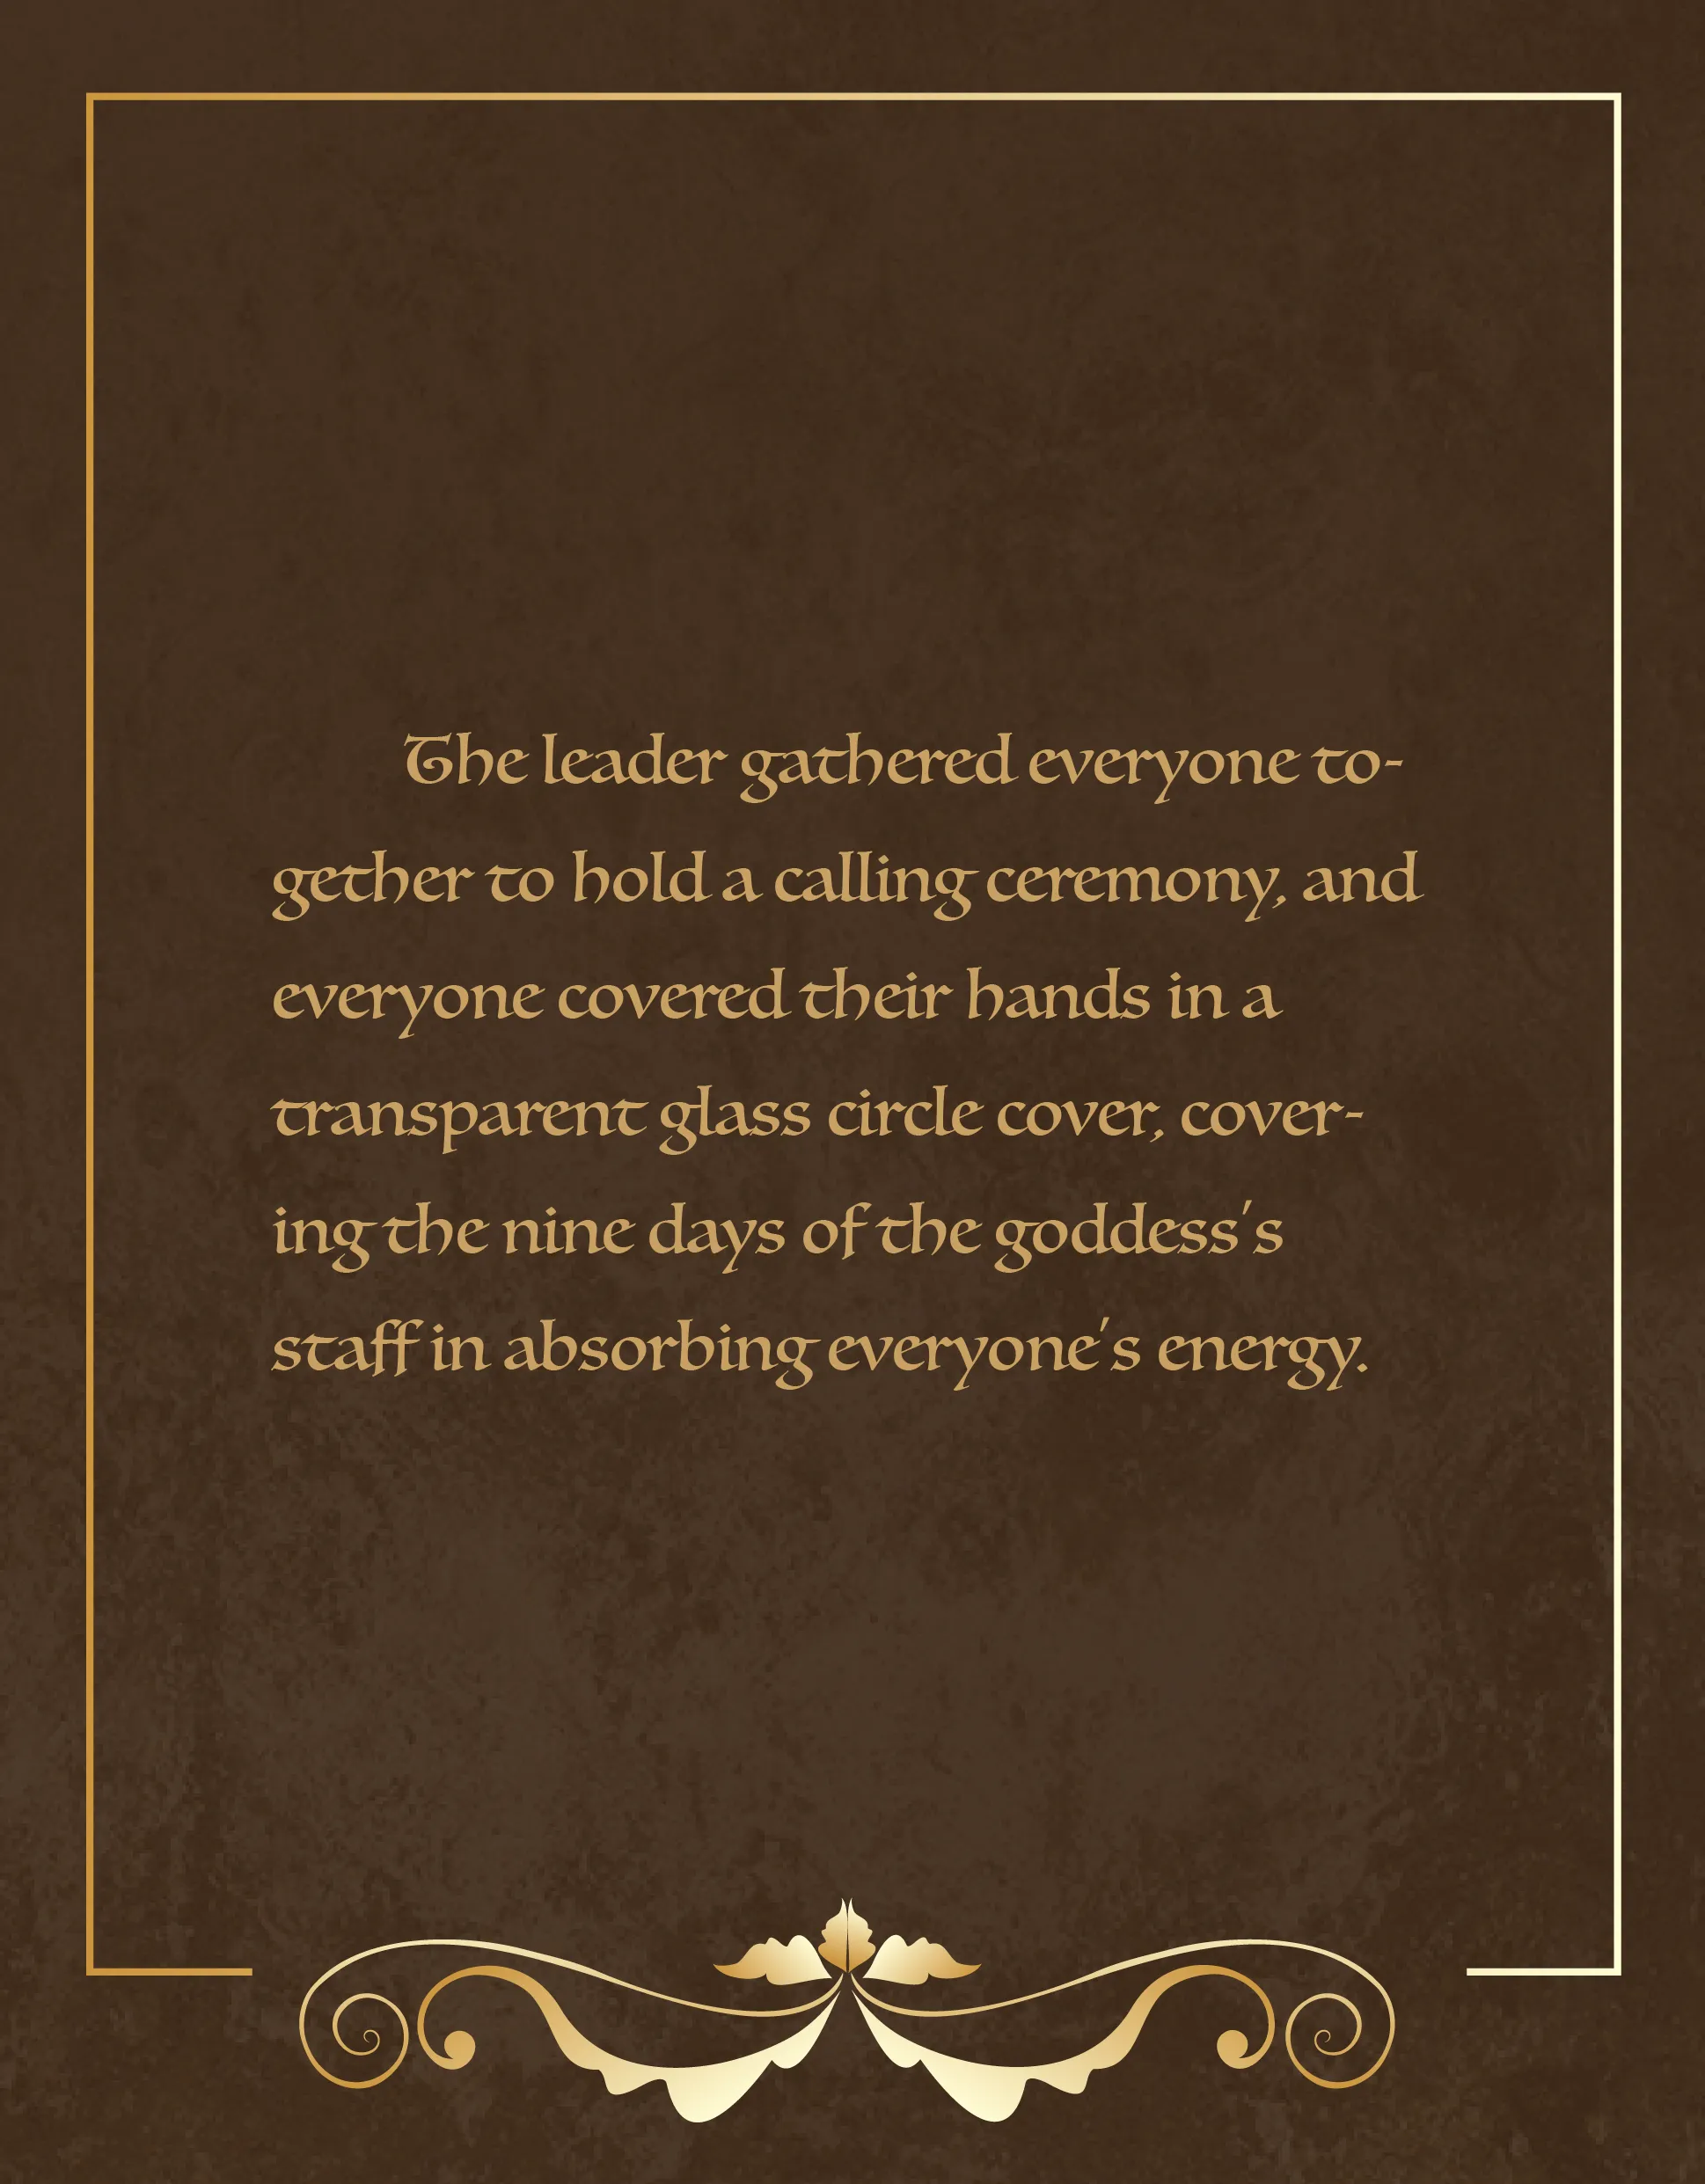 The leader gathered everyone to-
gether to hold a calling ceremony, and
everyone covered their hands in a
transparent glass circle cover, cover-
ing the nine days of the goddess's
staff in absorbing everyone's energy.